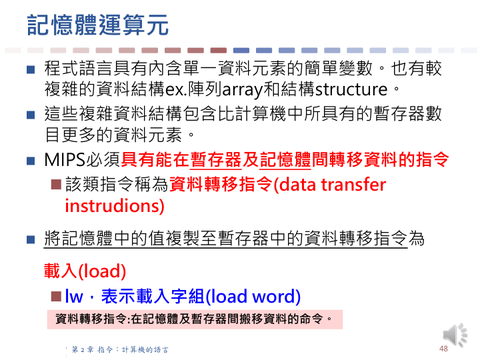 記憶體運算元
程式語言具有內含單一資料元素的簡單變數。也有較
複雜的資料結構ex.陣列array和結構structure。
這些複雜資料結構包含比計算機中所具有的暫存器數
目更多的資料元素。
MIPS必須具有能在暫存器及記憶體間轉移資料的指令
該類指令稱為資料轉移指令(data transfer
instrudions)
將記憶體中的值複製至暫存器中的資料轉移指令為
載入(load)
lw，表示載入字組(load word)
資料轉移指令:在記憶體及暫存器間搬移資料的命令。
第 2 章 指令：計算機的語言
48